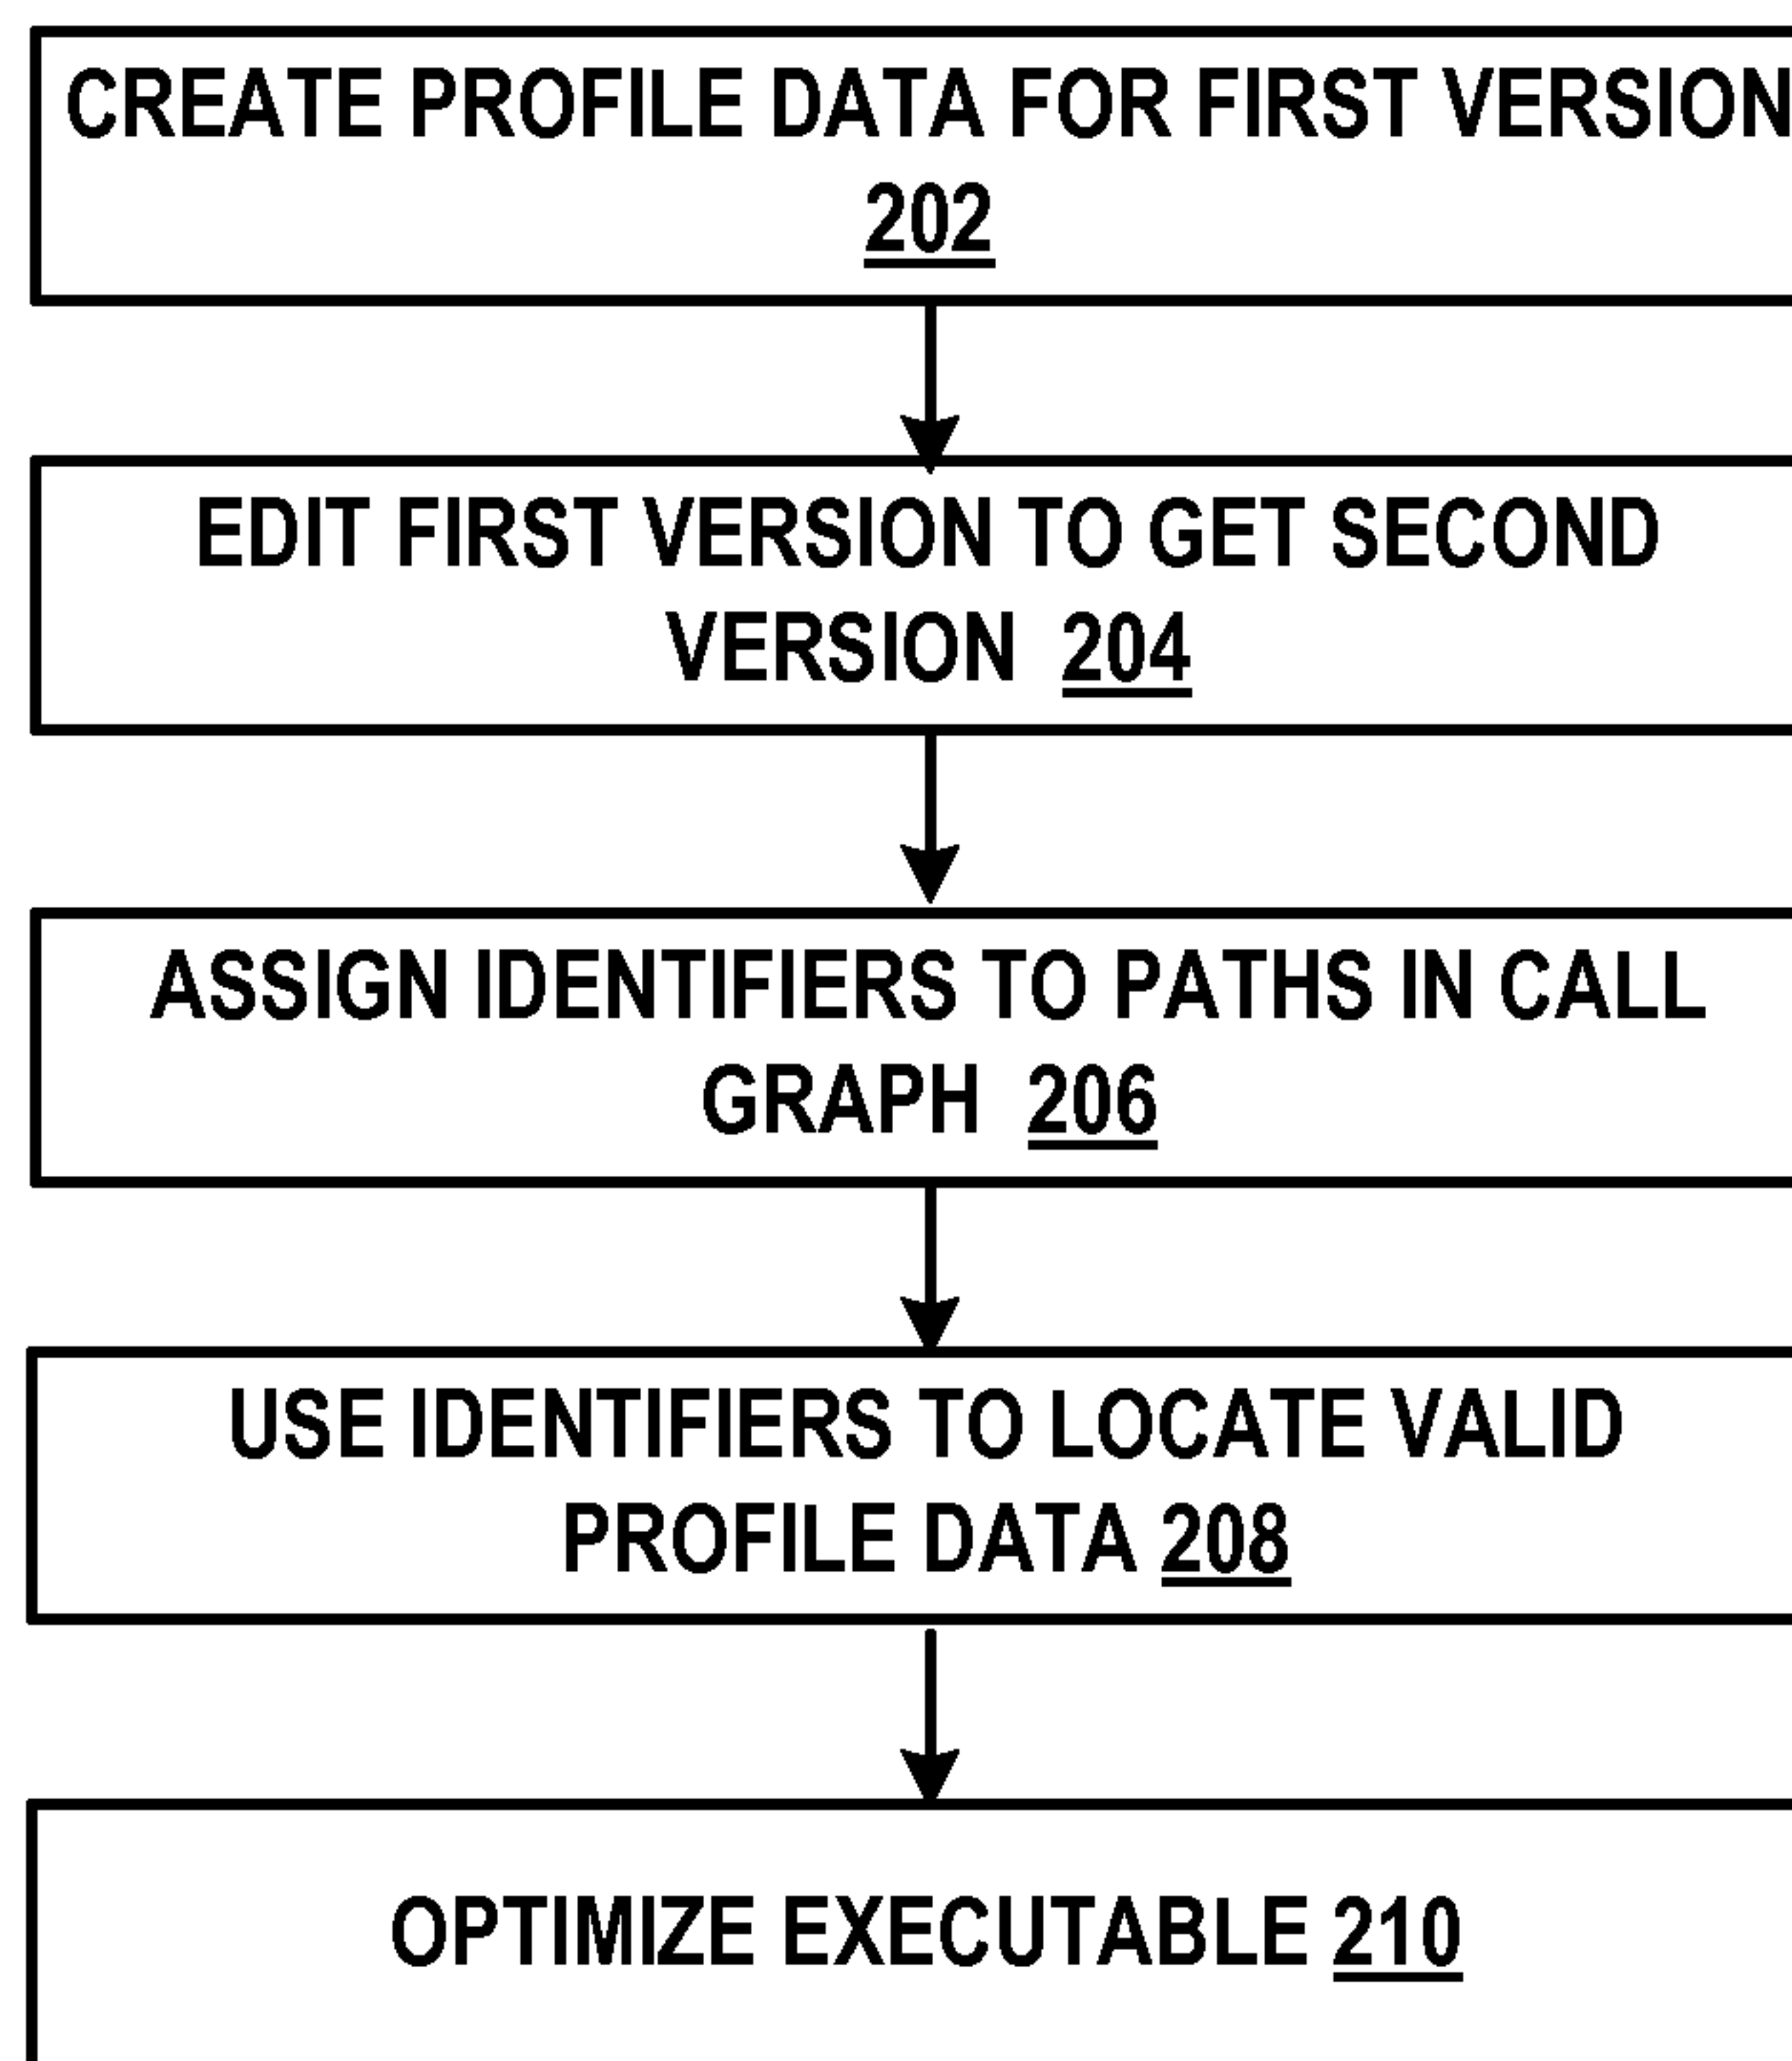 CREATE PROFILE DATA FOR FIRST VERSION
202
EDIT FIRST VERSION TO GET SECOND
VERSION 204
ASSIGN IDENTIFIERS TO PATHS IN CALL
GRAPH 206
USE IDENTIFIERS TO LOCATE VALID
PROFILE DATA 208
OPTIMIZE EXECUTABLE 210